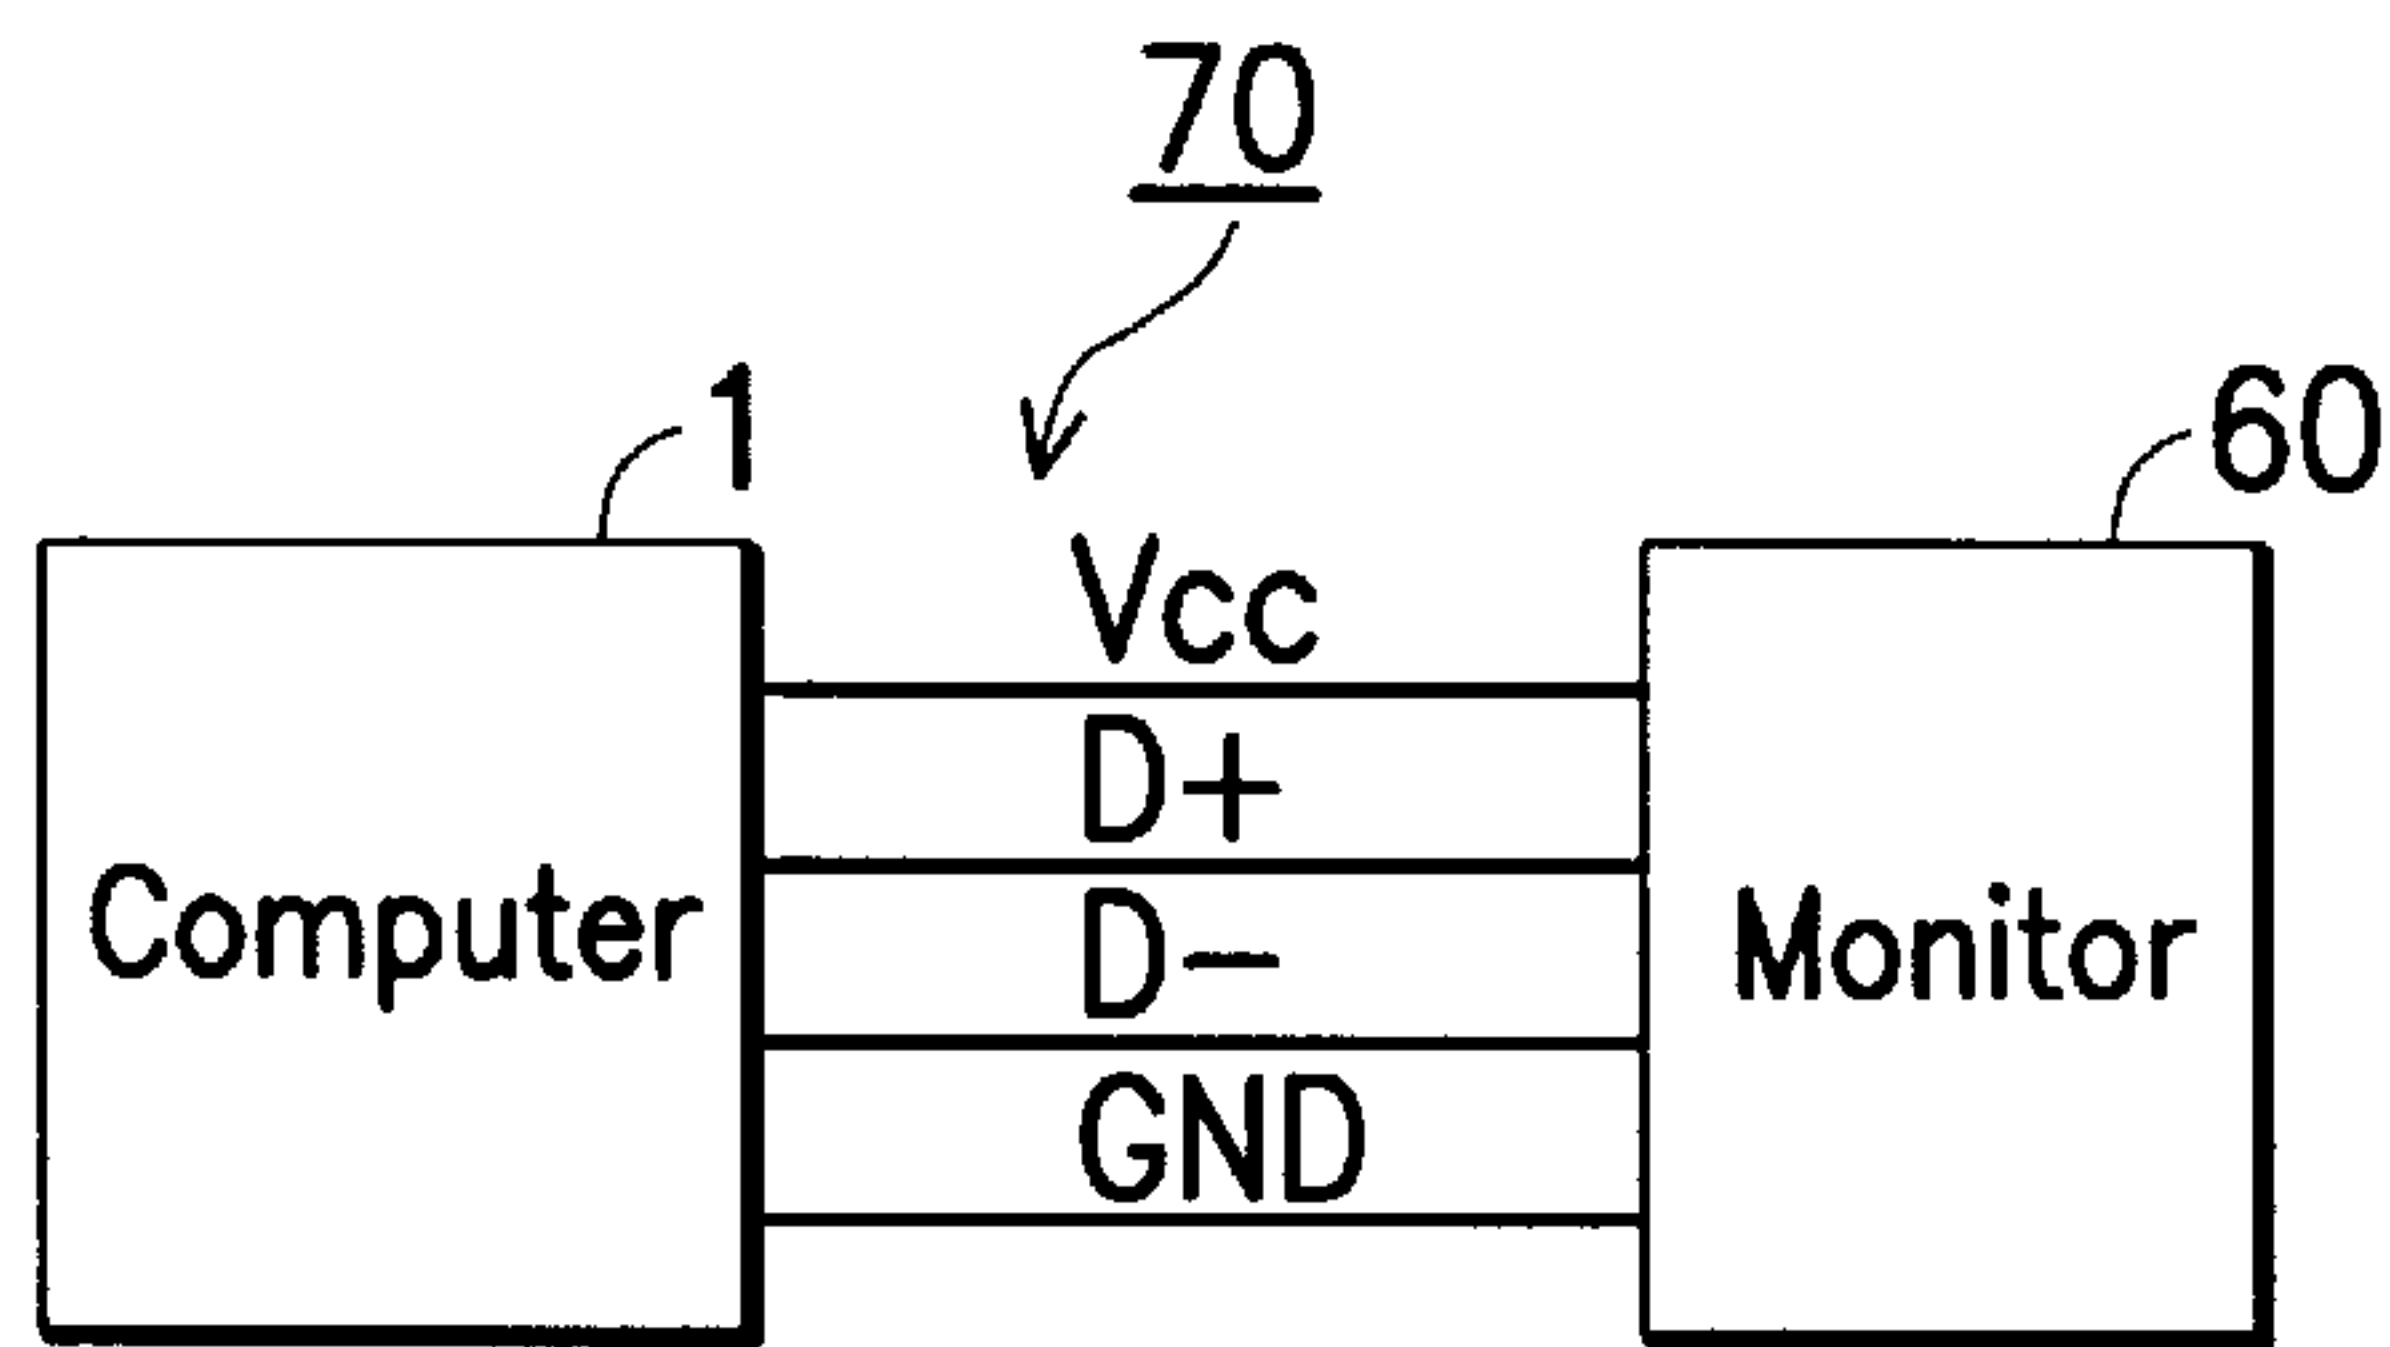 70
1
60
Vcc
D+
D-
GND
Computer
Monitor